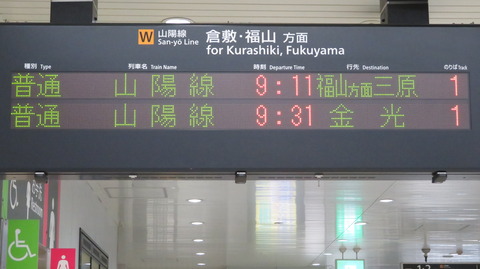 W 山陽線 San-yō Line 倉敷・福山 方面
for Kurashiki, Fukuyama
種別 Type 列車名 Train Name 時刻 Departure Time 行先 Destination のりば Track
普通 山陽線 9:11 福山方面三原 1
普通 山陽線 9:31 金光 1